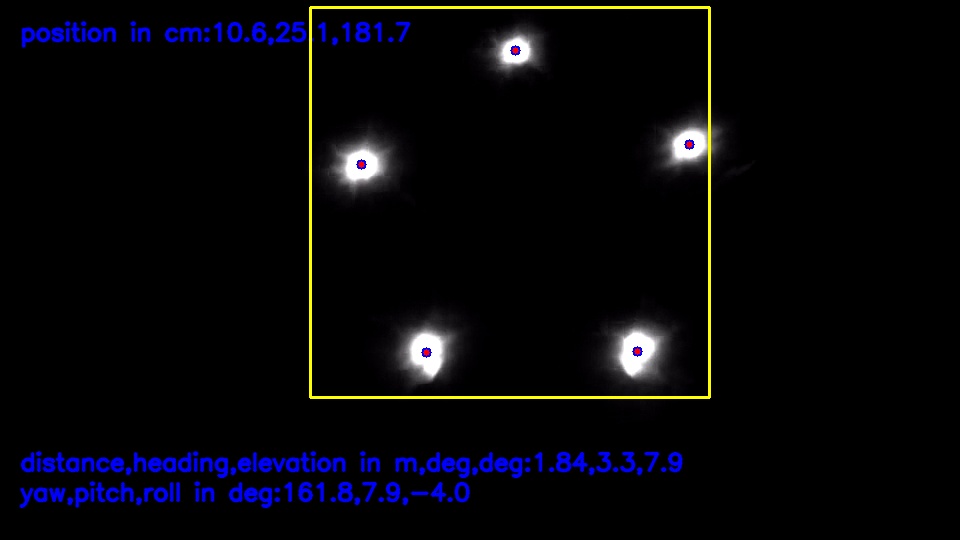 position in cm:10.6,25.1,181.7
distance,heading,elevation in m,deg,deg:1.84,3.3,7.9
yaw,pitch,roll in deg:161.8,7.9,-4.0